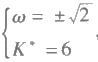 ω = ±√2
K* = 6 ,